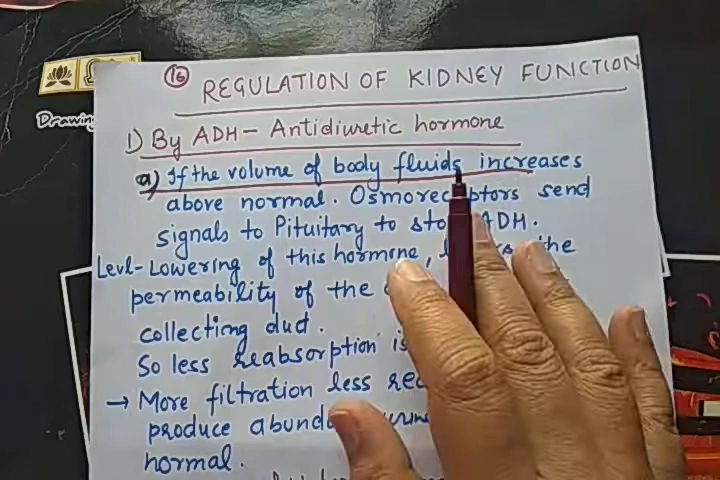 16
REGULATION OF KIDNEY FUNCTION
1) By ADH - Antidiuretic hormone
a) If the volume of body fluids increases
above normal. Osmoreceptors send
signals to Pituitary to ADH.
Levl- Lowering of this hormone, the
permeability of the
collecting duct.
So less reabsorption is
→ More filtration less
produce
normal.
Drawing